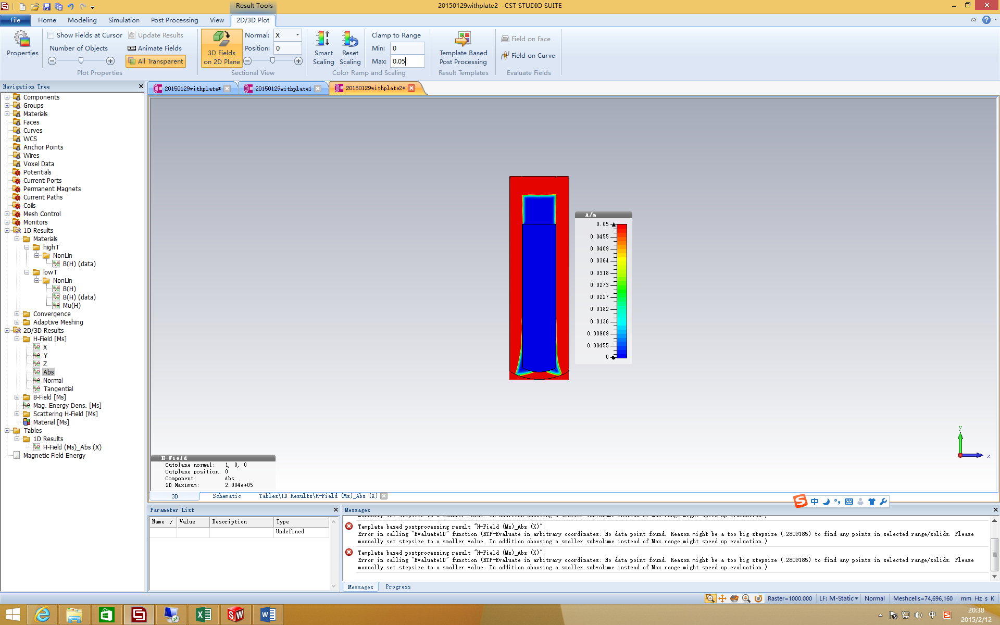 Result Tools
20150129withplate2 - CST STUDIO SUITE
File
Home
Modeling
Simulation
Post Processing
View
2D/3D Plot
Properties
Show Fields at Cursor
Number of Objects
Update Results
Animate Fields
All Transparent
Plot Properties
3D Fields
on 2D Plane
Normal: X
Position: 0
Sectional View
Smart
Scaling
Reset
Scaling
Clamp to Range
Min: 0
Max: 0.05
Color Ramp and Scaling
Template Based
Post Processing
Result Templates
Field on Face
Field on Curve
Evaluate Fields
Navigation Tree
20150129withplate*
20150129withplate1
20150129withplate2*
Components
Groups
Materials
Faces
Curves
WCS
Anchor Points
Wires
Voxel Data
Potentials
Current Ports
Permanent Magnets
Current Paths
Coils
Mesh Control
Monitors
1D Results
Materials
highT
NonLin
B(H) (data)
lowT
NonLin
B(H)
B(H) (data)
Mu(H)
Convergence
Adaptive Meshing
2D/3D Results
H-Field [Ms]
X
Y
Z
Abs
Normal
Tangential
B-Field [Ms]
Mag. Energy Dens. [Ms]
Scattering H-Field [Ms]
Material [Ms]
Tables
1D Results
H-Field (Ms)_Abs (X)
Magnetic Field Energy
A/m
0.05
0.0455
0.0409
0.0364
0.0318
0.0273
0.0227
0.0182
0.0136
0.00909
0.00455
0
y
z
H-Field
Cutplane normal: 1, 0, 0
Cutplane position: 0
Component: Abs
2D Maximum: 2.004e+05
3D
Schematic
Tables\1D Results\H-Field (Ms)_Abs (X)
中
Parameter List
Name / Value Description Type
Undefined
Messages
manually set stepsize to a smaller value. In addition choosing a smaller subvolume instead of Max.range might speed up evaluation.)
Template based postprocessing result "H-Field (Ms)_Abs (X)":
Error in calling "Evaluate1D" function (RTP-Evaluate in arbitrary coordinates: No data point found. Reason might be a too big stepsize (.2809185) to find any points in selected range/solids. Please
manually set stepsize to a smaller value. In addition choosing a smaller subvolume instead of Max.range might speed up evaluation.)
Template based postprocessing result "H-Field (Ms)_Abs (X)":
Error in calling "Evaluate1D" function (RTP-Evaluate in arbitrary coordinates: No data point found. Reason might be a too big stepsize (.2809185) to find any points in selected range/solids. Please
manually set stepsize to a smaller value. In addition choosing a smaller subvolume instead of Max.range might speed up evaluation.)
Messages
Progress
Raster=1000.000
LF: M-Static
Normal
Meshcells=74,696,160
mm Hz s K
中
20:38
2015/2/12